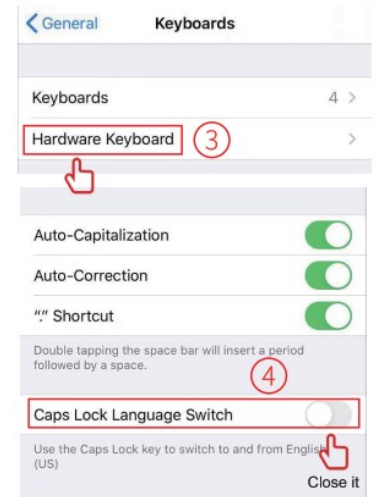 General Keyboards
Keyboards 4
Hardware Keyboard ③
Auto-Capitalization
Auto-Correction
“.” Shortcut
Double tapping the space bar will insert a period
followed by a space.
④
Caps Lock Language Switch
Use the Caps Lock key to switch to and from English
(US)
Close it